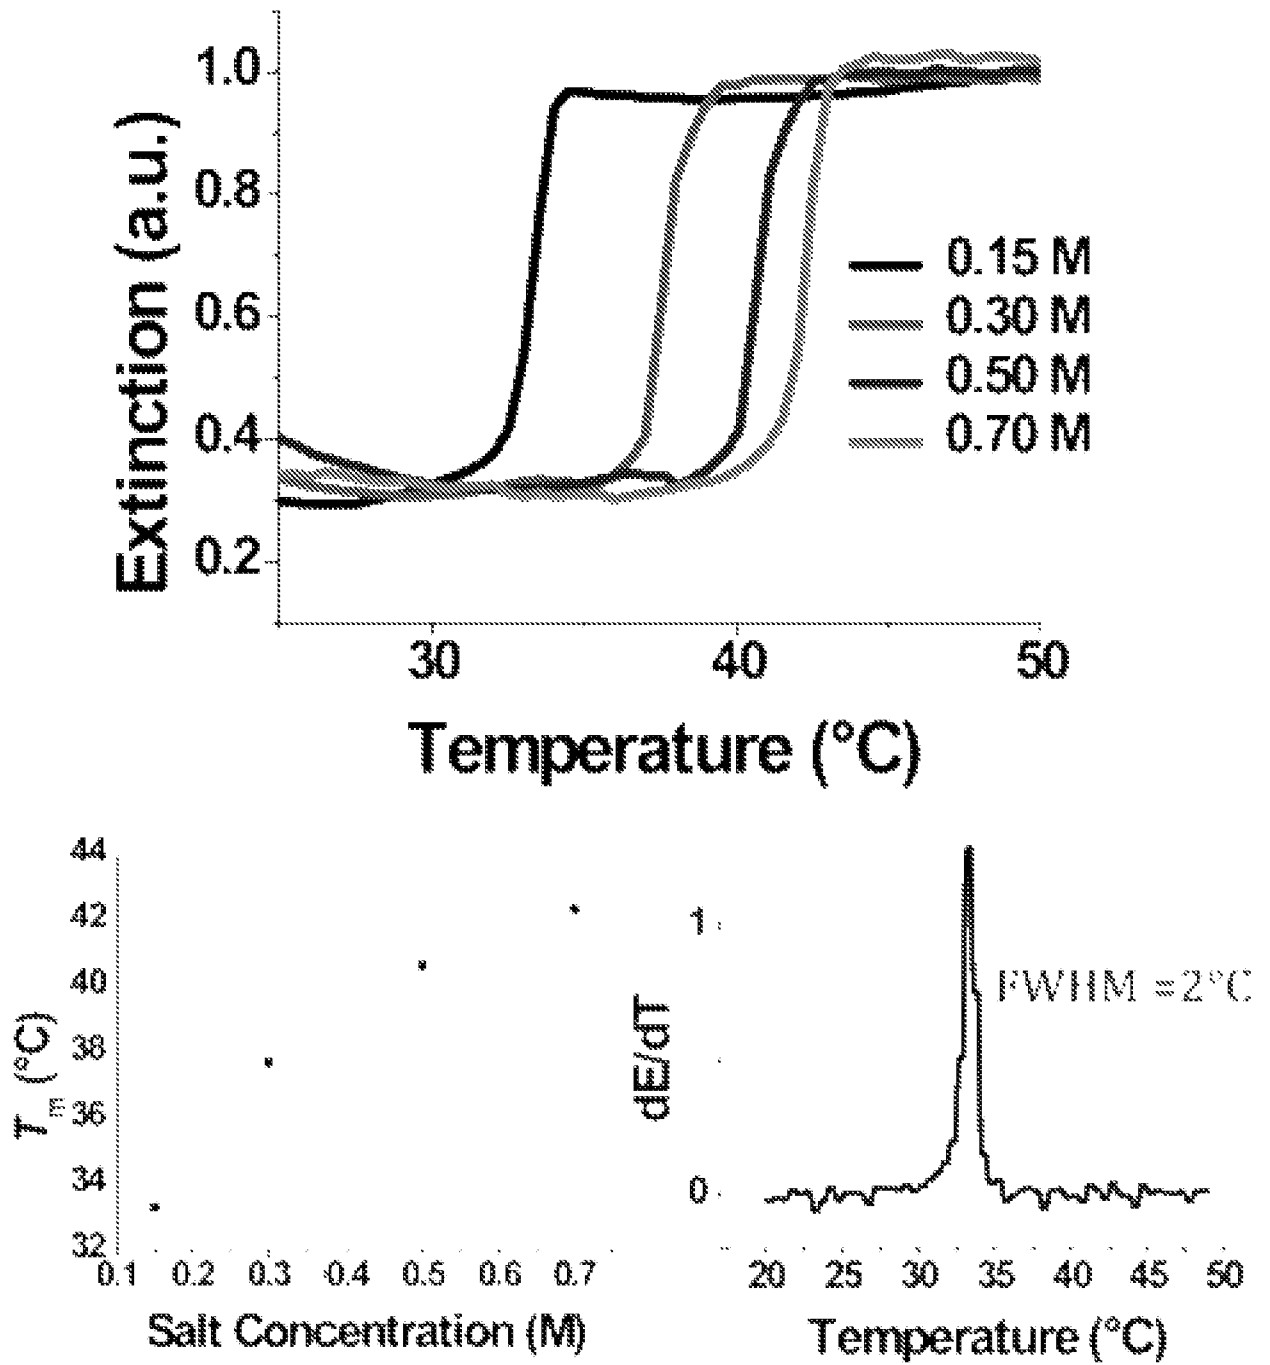 1.0
0.8
0.6
0.4
0.2
Extinction (a.u.)
0.15 M
0.30 M
0.50 M
0.70 M
30 40 50
Temperature (°C)
44
42
40
38
36
34
32
Tm (°C)
0.1 0.2 0.3 0.4 0.5 0.6 0.7
Salt Concentration (M)
1
0
dE/dT
FWHM =2°C
20 25 30 35 40 45 50
Temperature (°C)